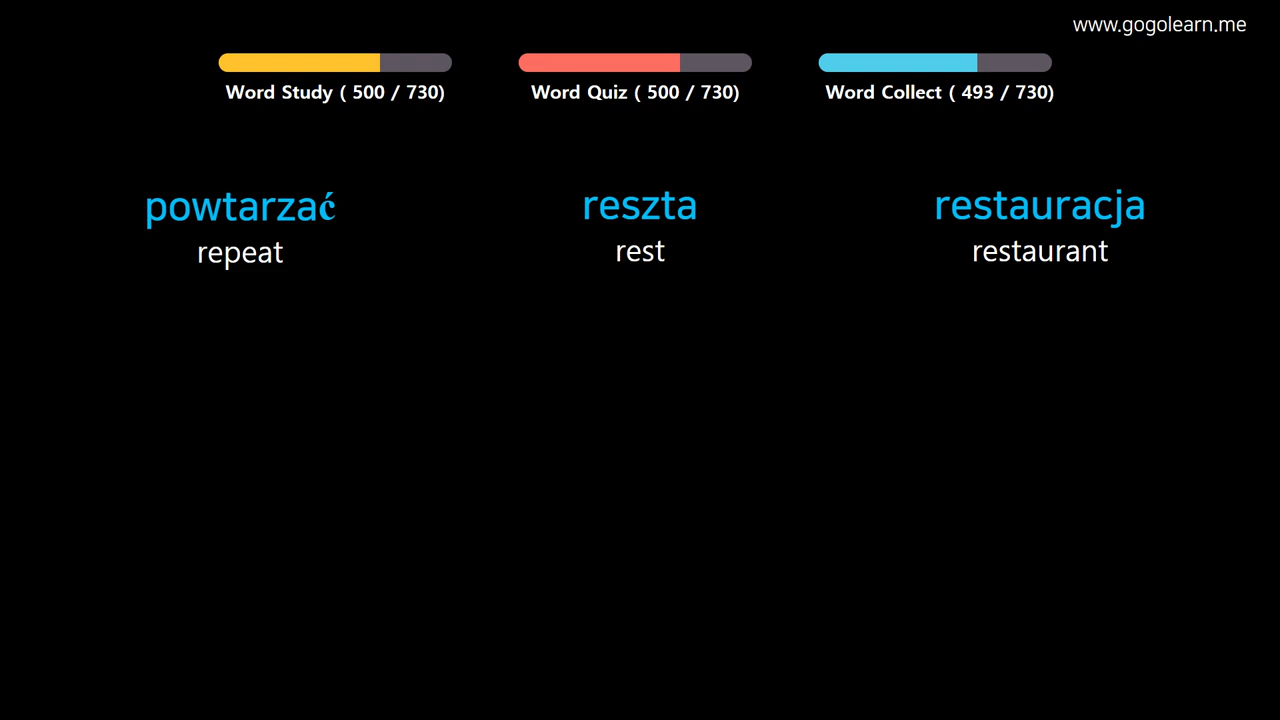 www.gogolearn.me
Word Study ( 500 / 730)
Word Quiz ( 500 / 730)
Word Collect ( 493 / 730)
powtarzać
repeat
reszta
rest
restauracja
restaurant